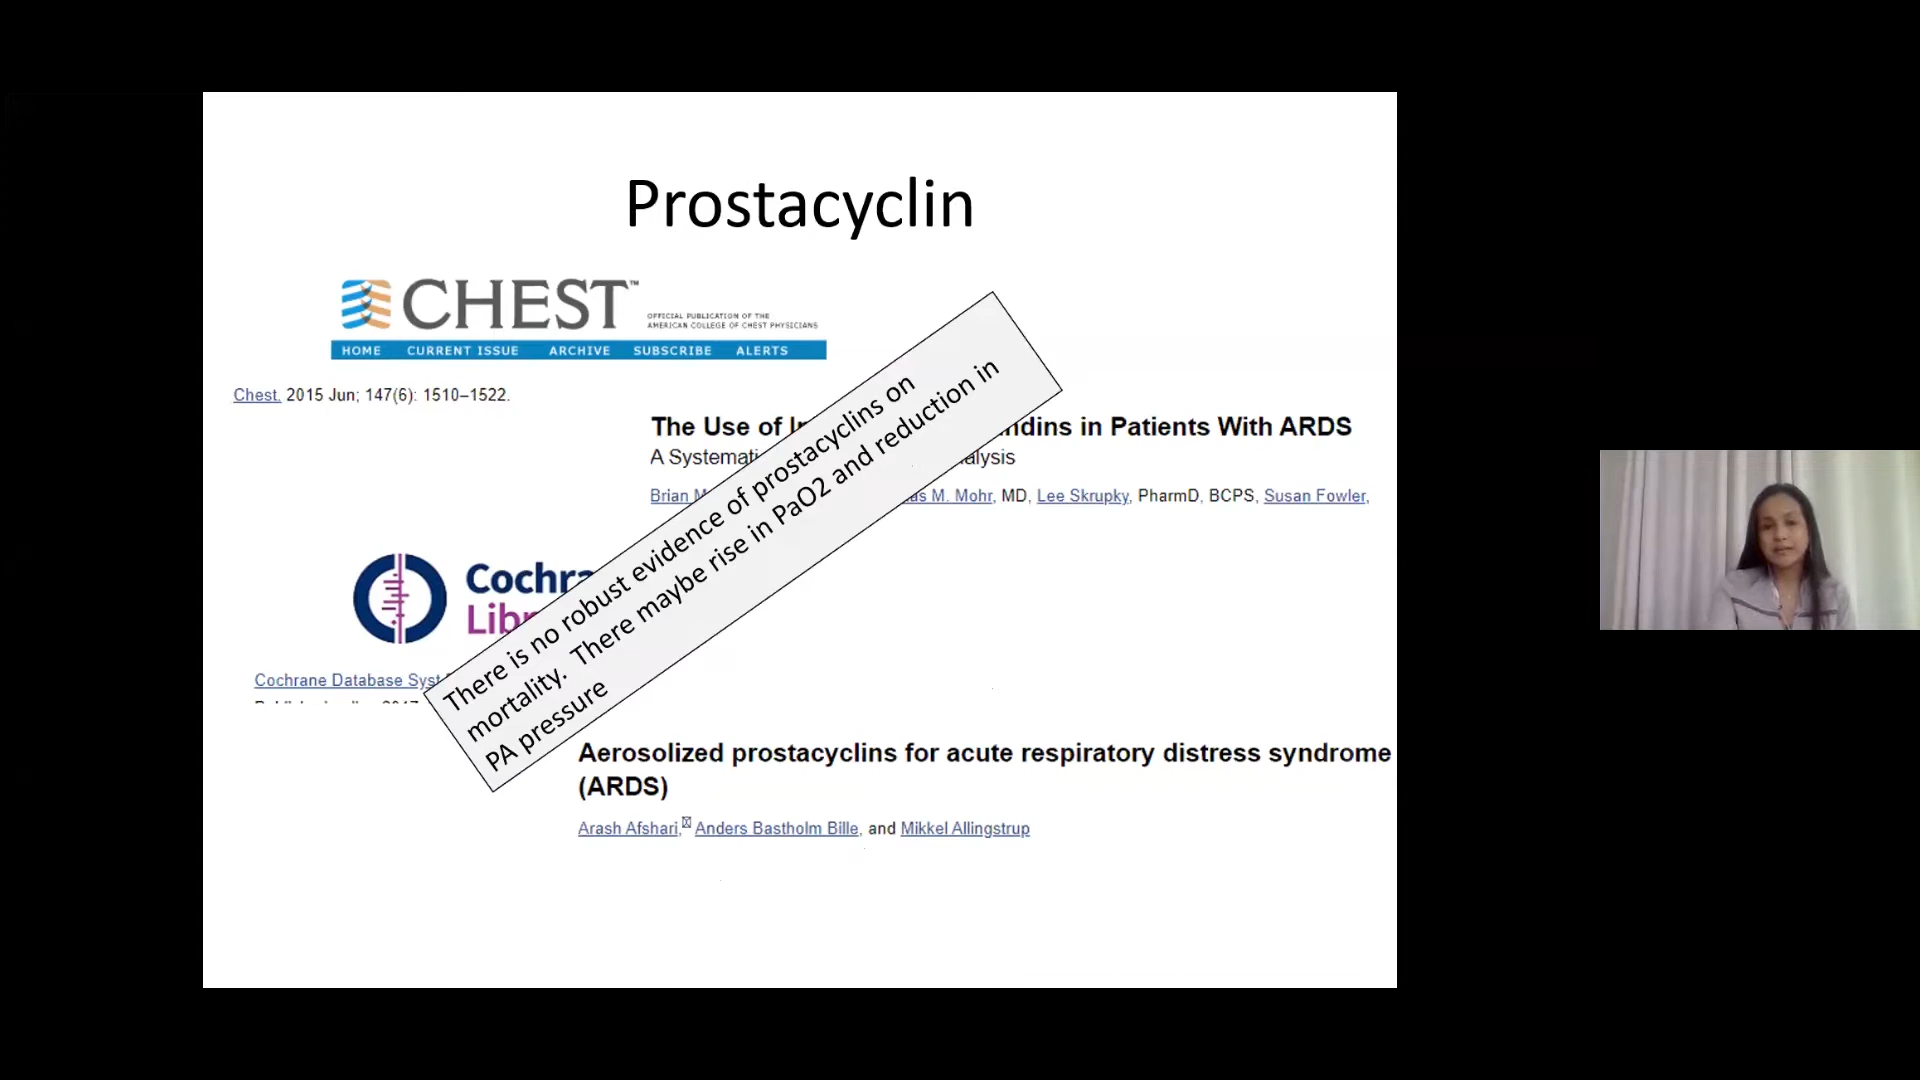 Prostacyclin
CHEST™
OFFICIAL PUBLICATION OF THE
AMERICAN COLLEGE OF CHEST PHYSICIANS
HOME CURRENT ISSUE ARCHIVE SUBSCRIBE ALERTS
Chest. 2015 Jun; 147(6): 1510–1522.
The Use of ndins in Patients With ARDS
A Systemati alysis
Brian M. Mohr, MD, Lee Skrupky, PharmD, BCPS, Susan Fowler,
There is no robust evidence of prostacyclins on
mortality. There maybe rise in PaO2 and reduction in
PA pressure
Cochra
Libr
Cochrane Database Syst
Aerosolized prostacyclins for acute respiratory distress syndrome
(ARDS)
Arash Afshari, Anders Bastholm Bille, and Mikkel Allingstrup